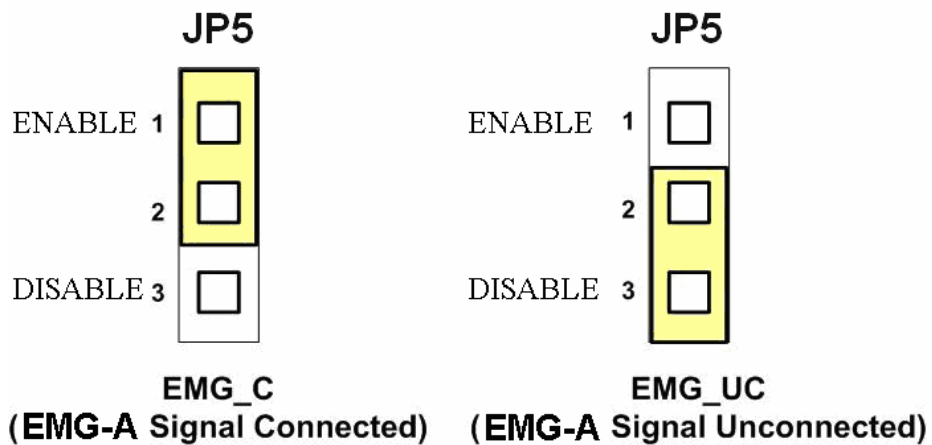 JP5 JP5
ENABLE 1 ENABLE 1
2 2
DISABLE 3 DISABLE 3
EMG_C EMG_UC
(EMG-A Signal Connected) (EMG-A Signal Unconnected)